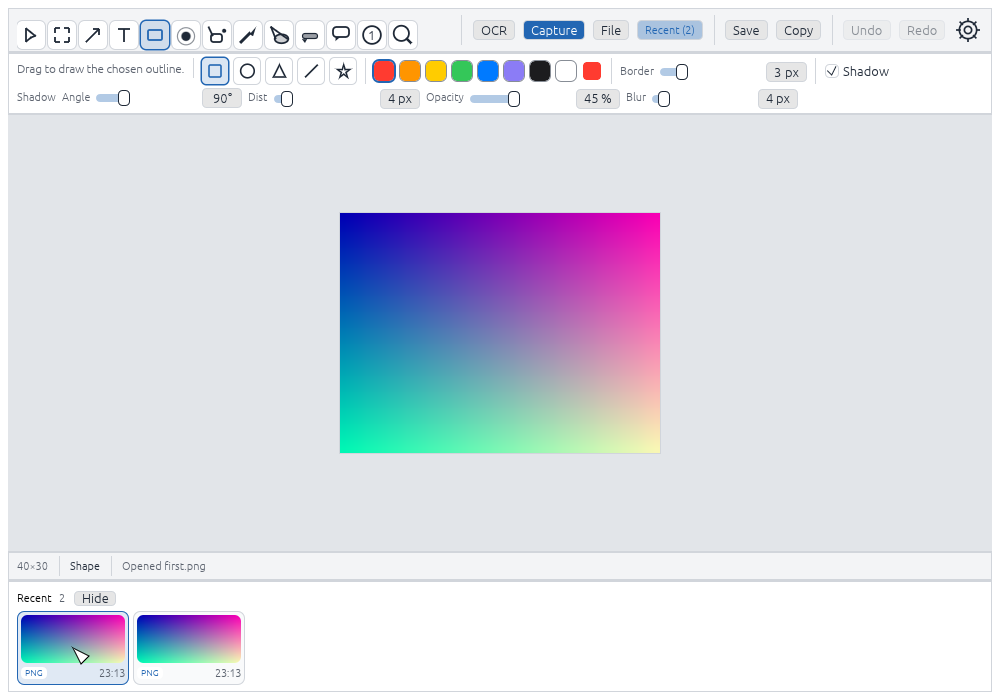 T
1
OCR Capture File Recent (2) Save Copy Undo Redo
Drag to draw the chosen outline. Border 3 px Shadow
Shadow Angle 90° Dist 4 px Opacity 45 % Blur 4 px
40×30 Shape Opened first.png
Recent 2 Hide
PNG 23:13 PNG 23:13